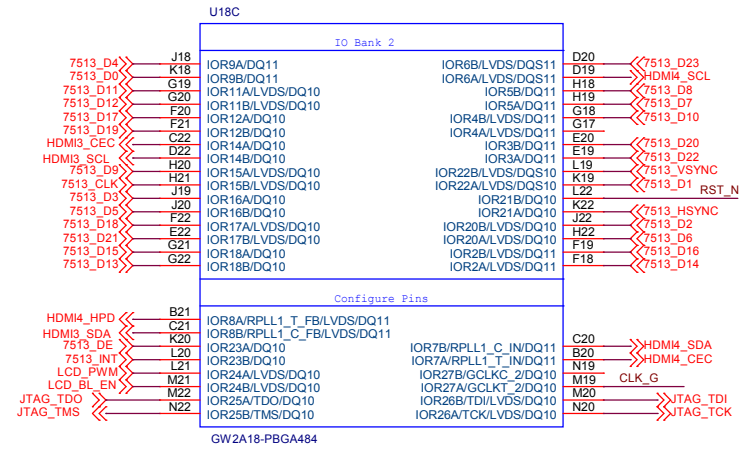 U18C
IO Bank 2
7513_D4 J18 IOR9A/DQ11 IOR6B/LVDS/DQS11 D20 7513_D23
7513_D0 K18 IOR9B/DQ11 IOR6A/LVDS/DQS11 D19 HDMI4_SCL
7513_D11 G19 IOR11A/LVDS/DQ10 IOR5B/DQ11 H18 7513_D8
7513_D12 G20 IOR11B/LVDS/DQ10 IOR5A/DQ11 H19 7513_D7
7513_D17 F20 IOR12A/DQ10 IOR4B/LVDS/DQ11 G18 7513_D10
7513_D19 F21 IOR12B/DQ10 IOR4A/LVDS/DQ11 G17
HDMI3_CEC C22 IOR14A/DQ10 IOR3B/DQ11 E20 7513_D20
HDMI3_SCL D22 IOR14B/DQ10 IOR3A/DQ11 E19 7513_D22
7513_D9 H20 IOR15A/LVDS/DQ10 IOR22B/LVDS/DQS10 L19 7513_VSYNC
7513_CLK H21 IOR15B/LVDS/DQ10 IOR22A/LVDS/DQS10 K19 7513_D1
7513_D3 J19 IOR16A/DQ10 IOR21B/DQ10 L22 RST_N
7513_D5 J20 IOR16B/DQ10 IOR21A/DQ10 K22 7513_HSYNC
7513_D18 F22 IOR17A/LVDS/DQ10 IOR20B/LVDS/DQ10 J22 7513_D2
7513_D21 E22 IOR17B/LVDS/DQ10 IOR20A/LVDS/DQ10 H22 7513_D6
7513_D15 G21 IOR18A/DQ10 IOR2B/LVDS/DQ11 F19 7513_D16
7513_D13 G22 IOR18B/DQ10 IOR2A/LVDS/DQ11 F18 7513_D14
Configure Pins
HDMI4_HPD B21 IOR8A/RPLL1_T_FB/LVDS/DQ11
HDMI3_SDA C21 IOR8B/RPLL1_C_FB/LVDS/DQ11
7513_DE K20 IOR23A/DQ10 IOR7B/RPLL1_C_IN/DQ11 C20 HDMI4_SDA
7513_INT L20 IOR23B/DQ10 IOR7A/RPLL1_T_IN/DQ11 B20 HDMI4_CEC
LCD_PWM L21 IOR24A/LVDS/DQ10 IOR27B/GCLKC_2/DQ10 N19
LCD_BL_EN M21 IOR24B/LVDS/DQ10 IOR27A/GCLKT_2/DQ10 M19 CLK_G
JTAG_TDO M22 IOR25A/TDO/DQ10 IOR26B/TDI/LVDS/DQ10 M20 JTAG_TDI
JTAG_TMS N22 IOR25B/TMS/DQ10 IOR26A/TCK/LVDS/DQ10 N20 JTAG_TCK
GW2A18-PBGA484